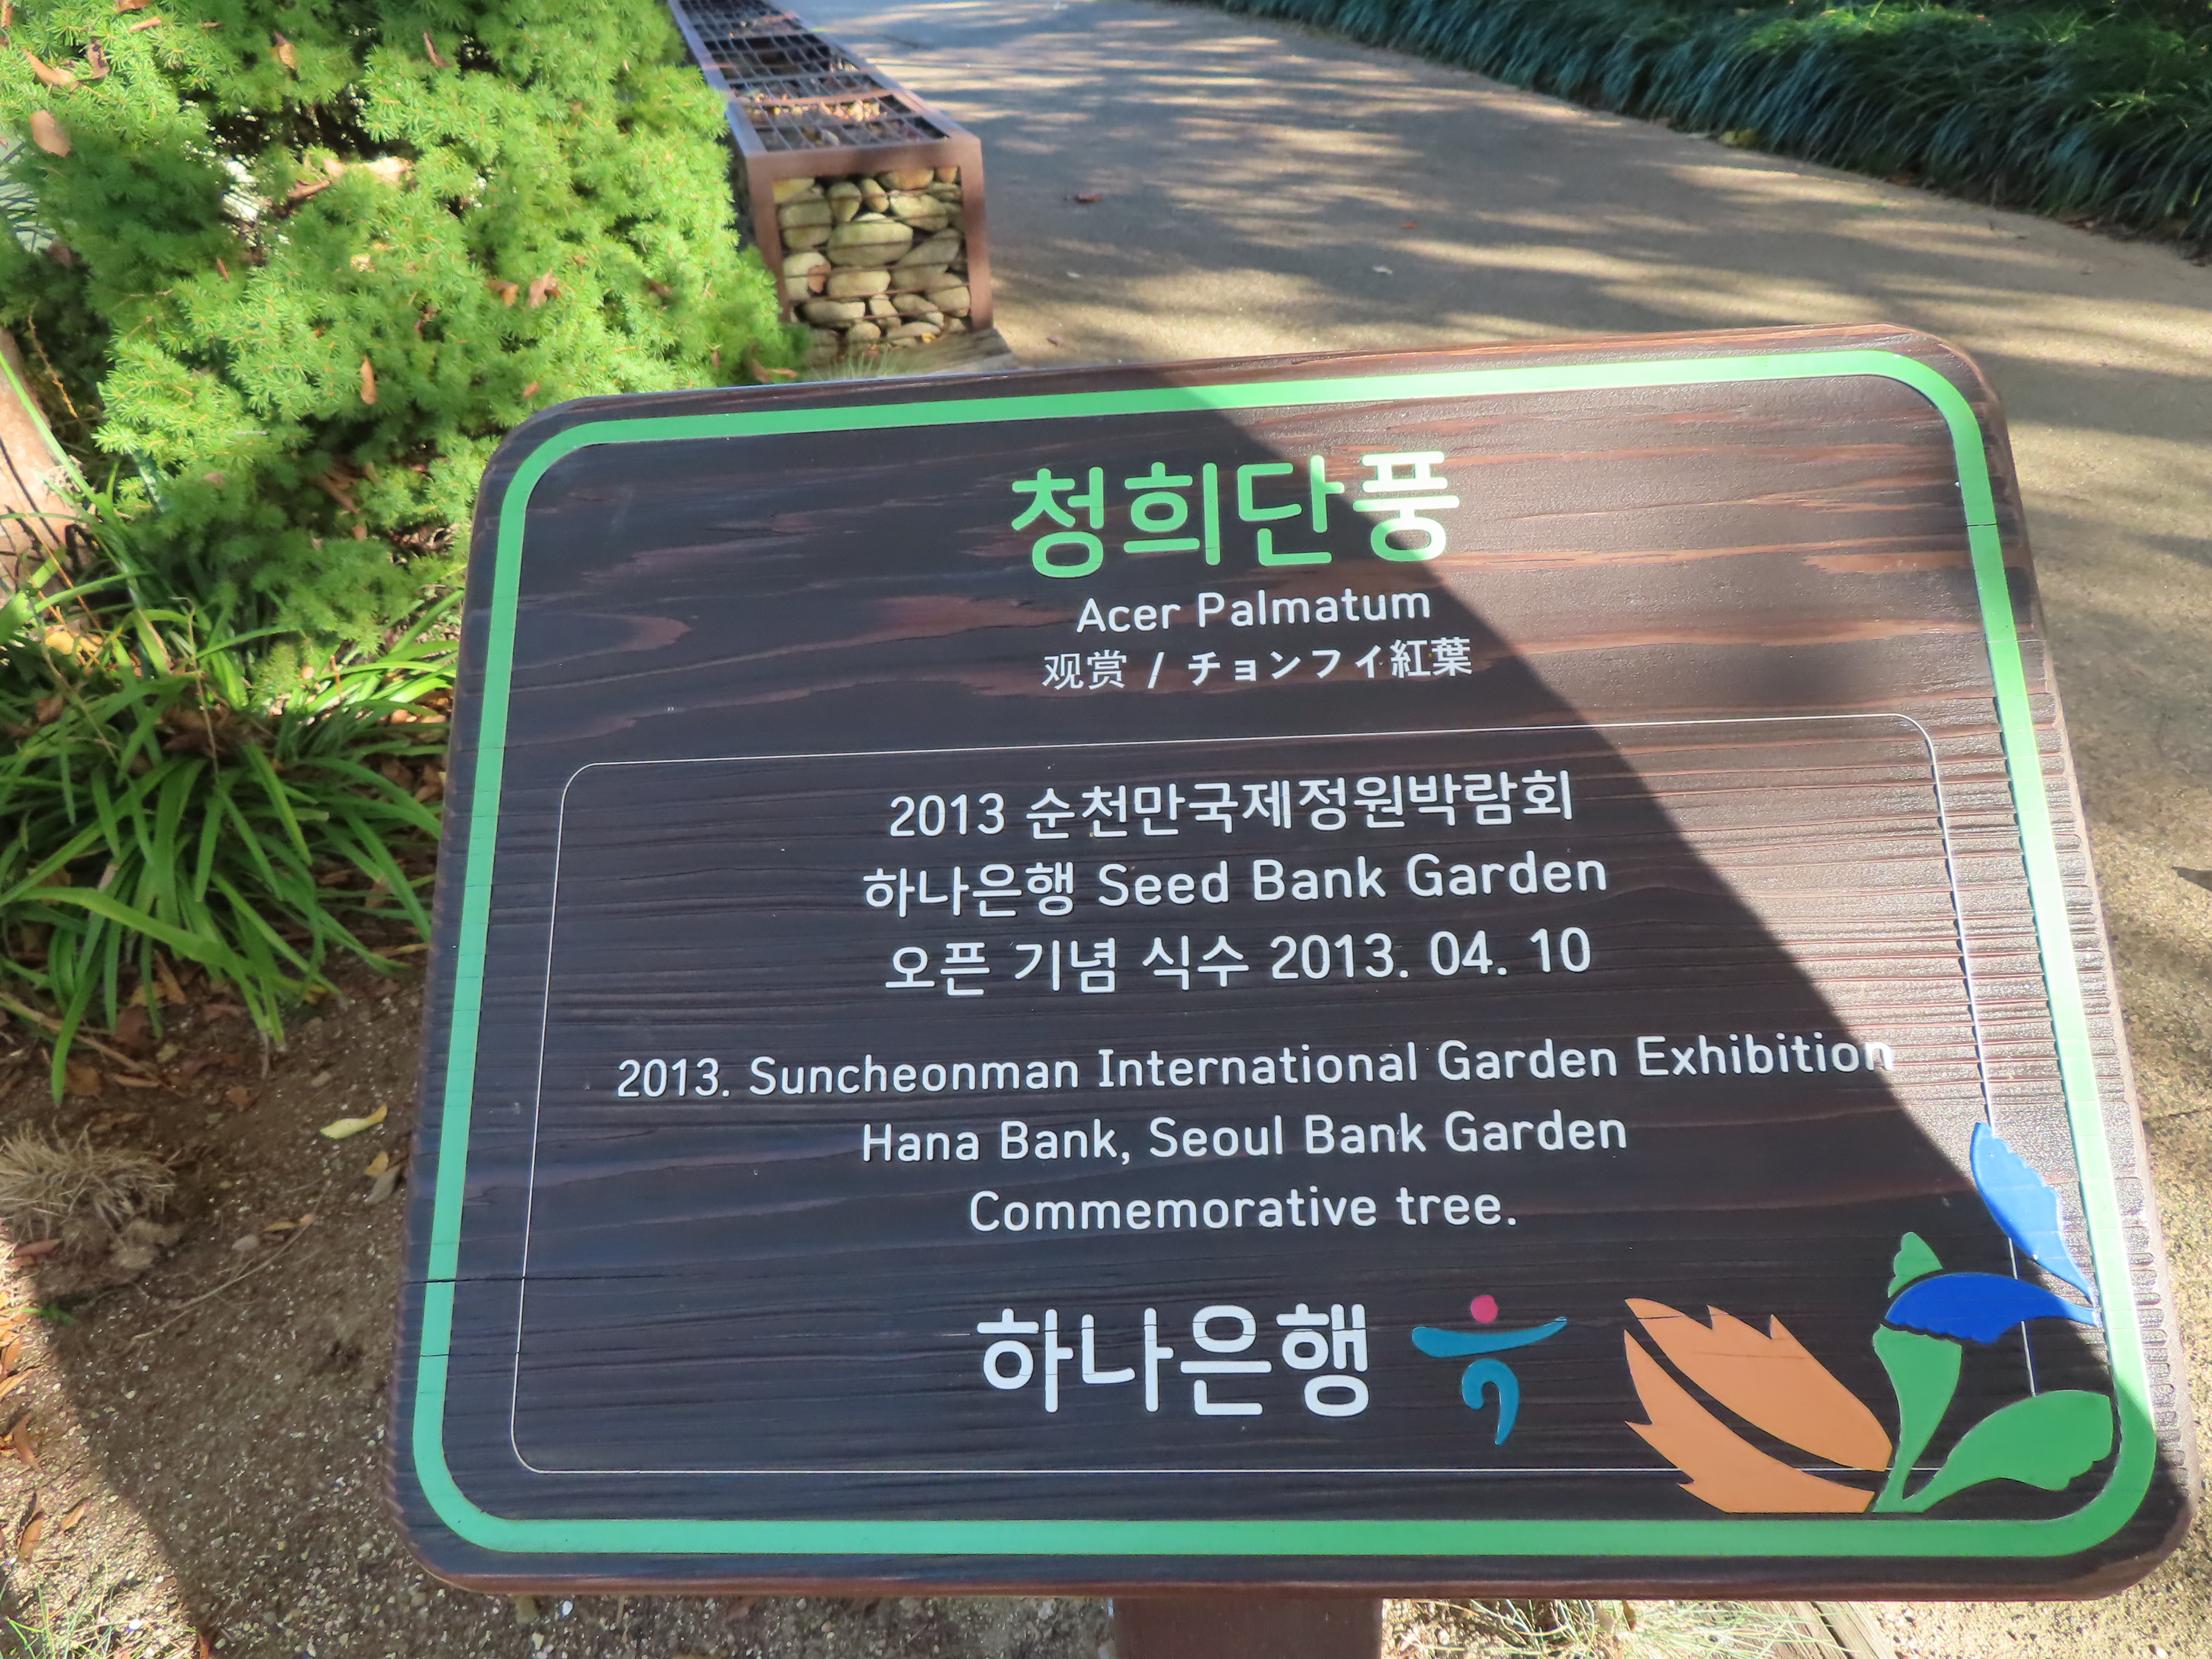 청희단풍
Acer Palmatum
观赏 / チョンフイ紅葉
2013 순천만국제정원박람회
하나은행 Seed Bank Garden
오픈 기념 식수 2013. 04. 10
2013. Suncheonman International Garden Exhibition
Hana Bank, Seoul Bank Garden
Commemorative tree.
하나은행